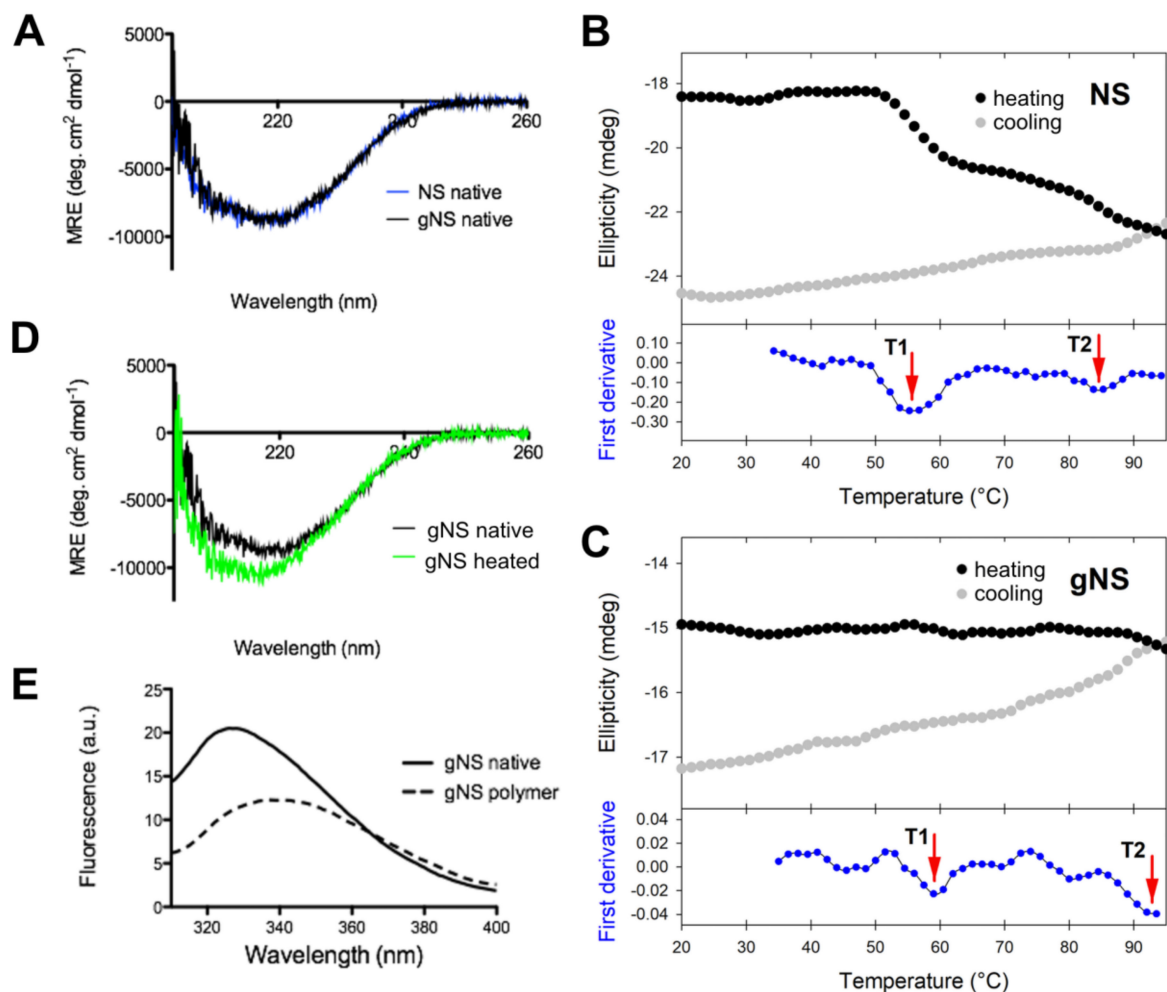 A
5000
0
220
240
260
-5000
-10000
MRE (deg. cm² dmol⁻¹)
NS native
gNS native
Wavelength (nm)
B
-18
-20
-22
-24
Ellipticity (mdeg)
heating
cooling
NS
0.10
0.00
-0.10
-0.20
-0.30
First derivative
T1
T2
20 30 40 50 60 70 80 90
Temperature (°C)
D
5000
0
220
240
260
-5000
-10000
MRE (deg. cm² dmol⁻¹)
gNS native
gNS heated
Wavelength (nm)
C
-14
-15
-16
-17
Ellipticity (mdeg)
heating
cooling
gNS
0.04
0.02
0.00
-0.02
-0.04
First derivative
T1
T2
20 30 40 50 60 70 80 90
Temperature (°C)
E
25
20
15
10
5
0
Fluorescence (a.u.)
gNS native
gNS polymer
320 340 360 380 400
Wavelength (nm)